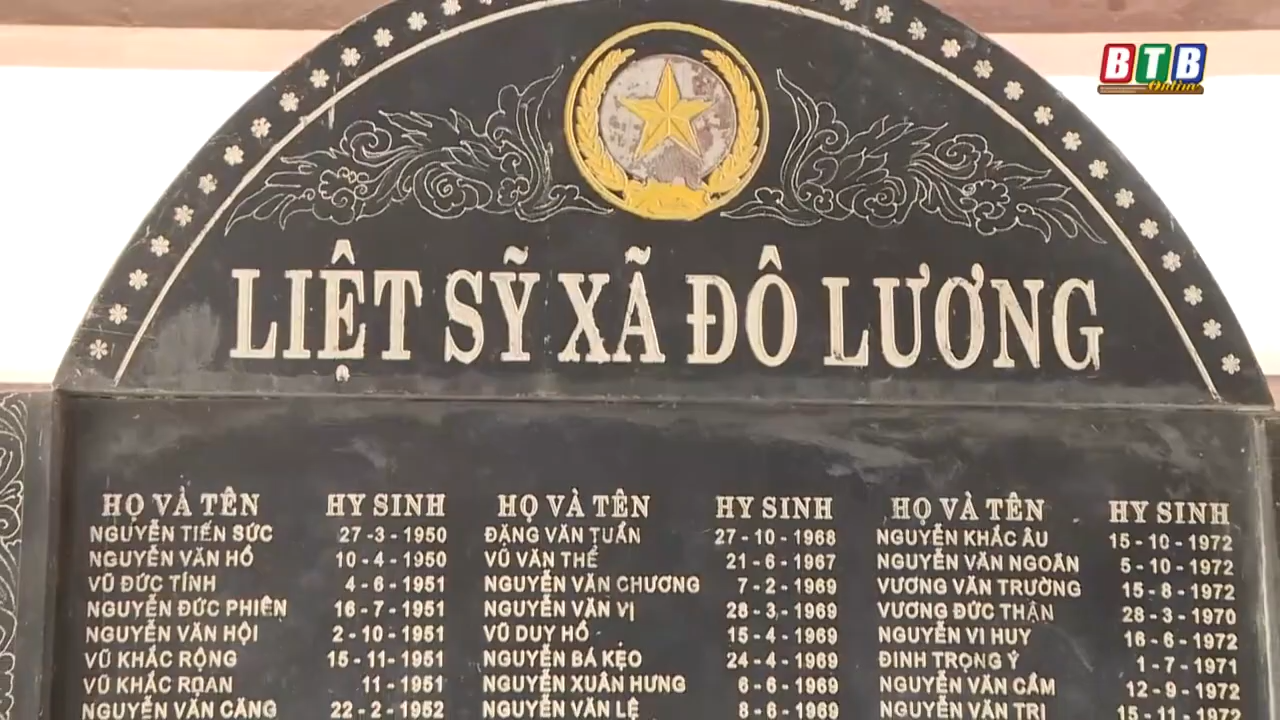 BTB
Online
LIỆT SỸ XÃ ĐÔ LƯƠNG
HỌ VÀ TÊN HY SINH HỌ VÀ TÊN HY SINH HỌ VÀ TÊN HY SINH
NGUYỄN TIẾN SỨC 27-3-1950 ĐẶNG VĂN TUẤN 27-10-1968 NGUYỄN KHẮC ÂU 15-10-1972
NGUYỄN VĂN HỒ 10-4-1950 VŨ VĂN THỂ 21-6-1967 NGUYỄN VĂN NGOÂN 5-10-1972
VŨ ĐỨC TÍNH 4-6-1951 NGUYỄN VĂN CHƯƠNG 7-2-1969 VƯƠNG VĂN TRƯỜNG 15-8-1972
NGUYỄN ĐỨC PHIÊN 16-7-1951 NGUYỄN VĂN VỊ 28-3-1969 VƯƠNG ĐỨC THẬN 28-3-1970
NGUYỄN VĂN HỘI 2-10-1951 VŨ DUY HỒ 15-4-1969 NGUYỄN VI HUY 16-6-1972
VŨ KHẮC RỘNG 15-11-1951 NGUYỄN BÁ KẸO 24-4-1969 ĐINH TRỌNG Ý 1-7-1971
VŨ KHẮC 11-1951 NGUYỄN XUÂN HƯNG 6-6-1969 NGUYỄN VĂN CẦM 12-9-1972
NGUYỄN VĂN CĂNG 22-2-1952 NGUYỄN VĂN LỆ 8-6-1969 NGUYỄN VĂN TRỊ 15-11-1972